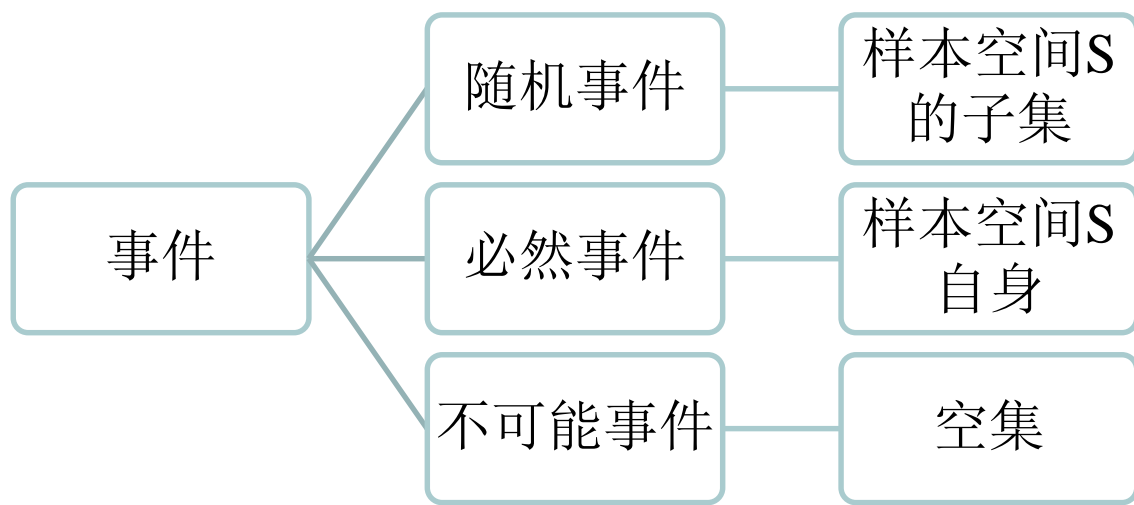 事件
随机事件
样本空间S
的子集
必然事件
样本空间S
自身
不可能事件
空集